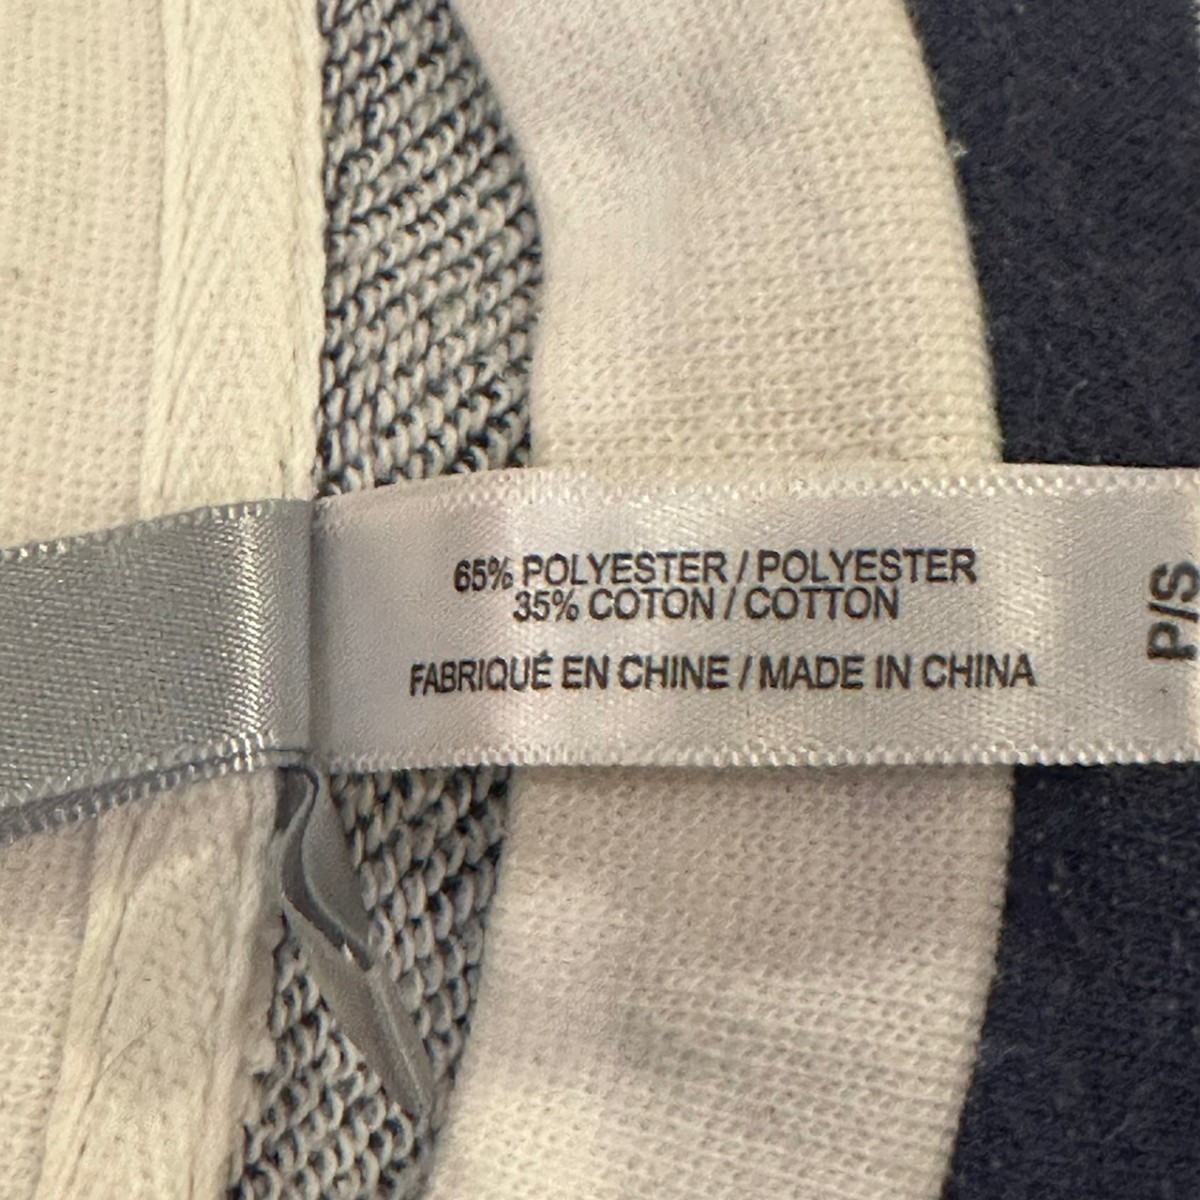 65% POLYESTER / POLYESTER
35% COTON / COTTON
FABRIQUÉ EN CHINE / MADE IN CHINA
P/S